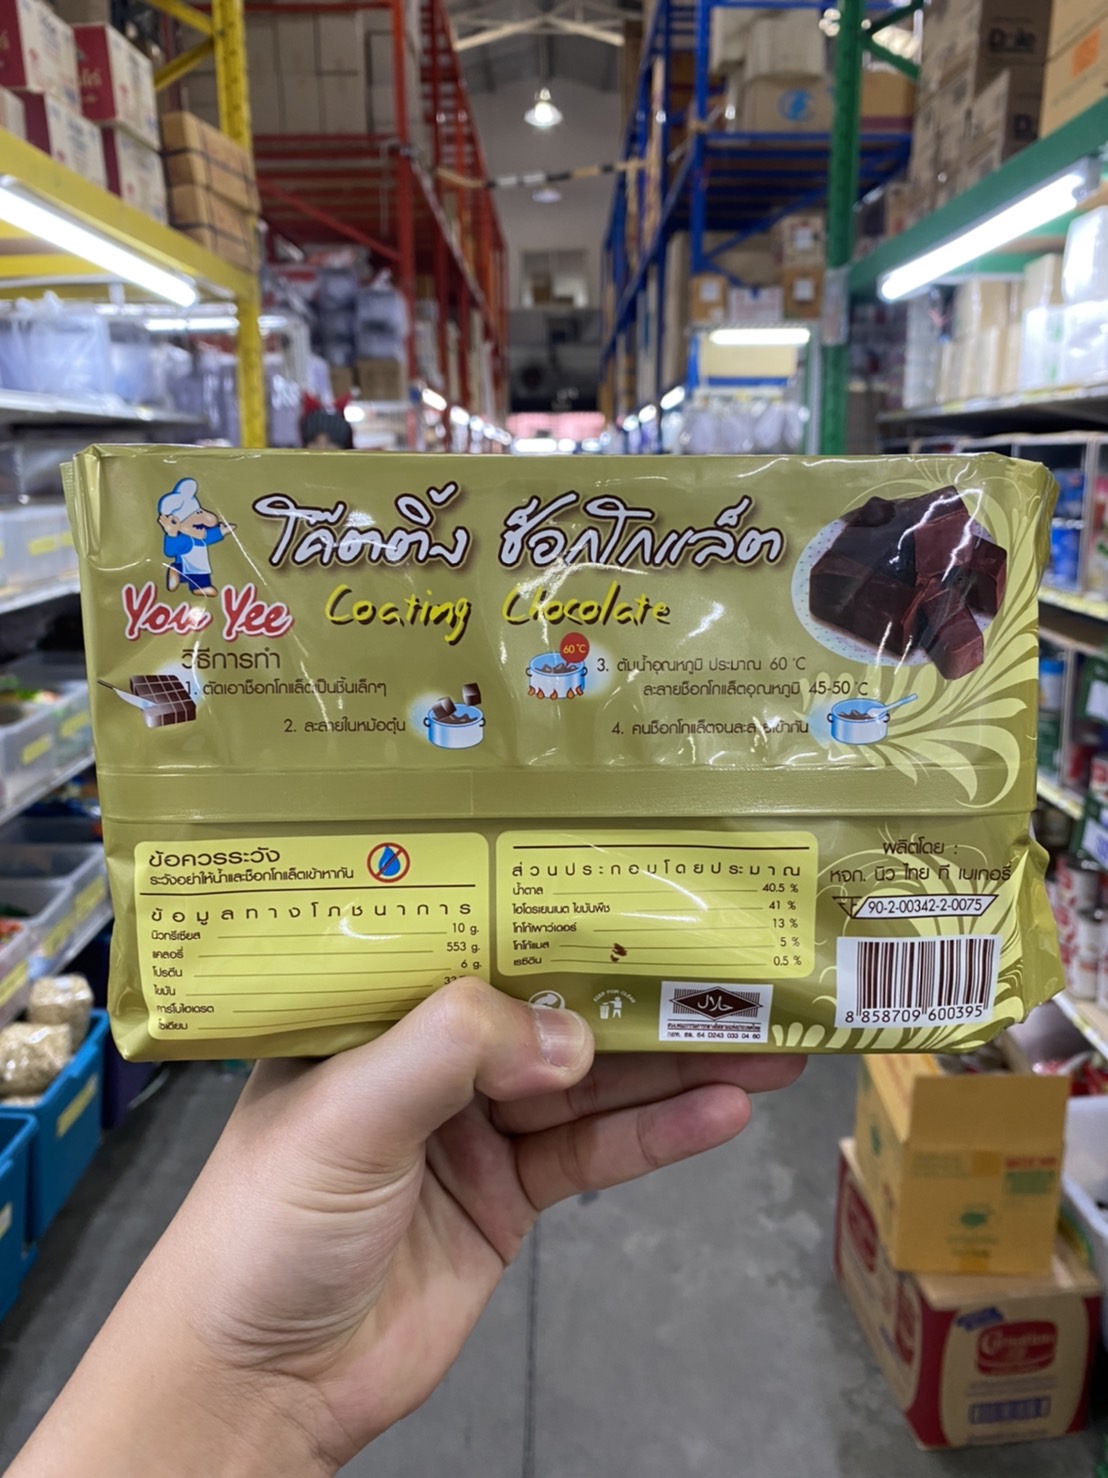 โค๊ตติ้ง ช็อกโกแล็ต
You Yee Coating Chocolate
วิธีการทำ
1. ตัดเอาช็อกโกแล็ตเป็นชิ้นเล็กๆ
2. ละลายในหม้อตุ๋น
60 °C
3. ต้มน้ำอุณหภูมิ ประมาณ 60 °C
ละลายช็อกโกแล็ตอุณหภูมิ 45-50 °C
4. คนช็อกโกแล็ตจนละลายเข้ากัน
ข้อควรระวัง
ระวังอย่าให้น้ำและช็อกโกแล็ตเข้าหากัน
ข้อมูลทางโภชนาการ
นิวทรีชียส 10 g.
แคลอรี่ 553 g.
โปรตีน 6 g.
ไขมัน
คาร์โบไฮเดรต
โซเดียม
ส่วนประกอบโดยประมาณ
น้ำตาล 40.5 %
ไฮโดรเยนเนต ไขมันพืช 41 %
โกโก้เพาว์เดอร์ 13 %
โกโก้แมส 5 %
เรซิติน 0.5 %
ผลิตโดย :
หจก. นิว ไทย ที เบเกอรี่
90-2-00342-2-0075
حلال
8 858709 600395
Dole
Carnation